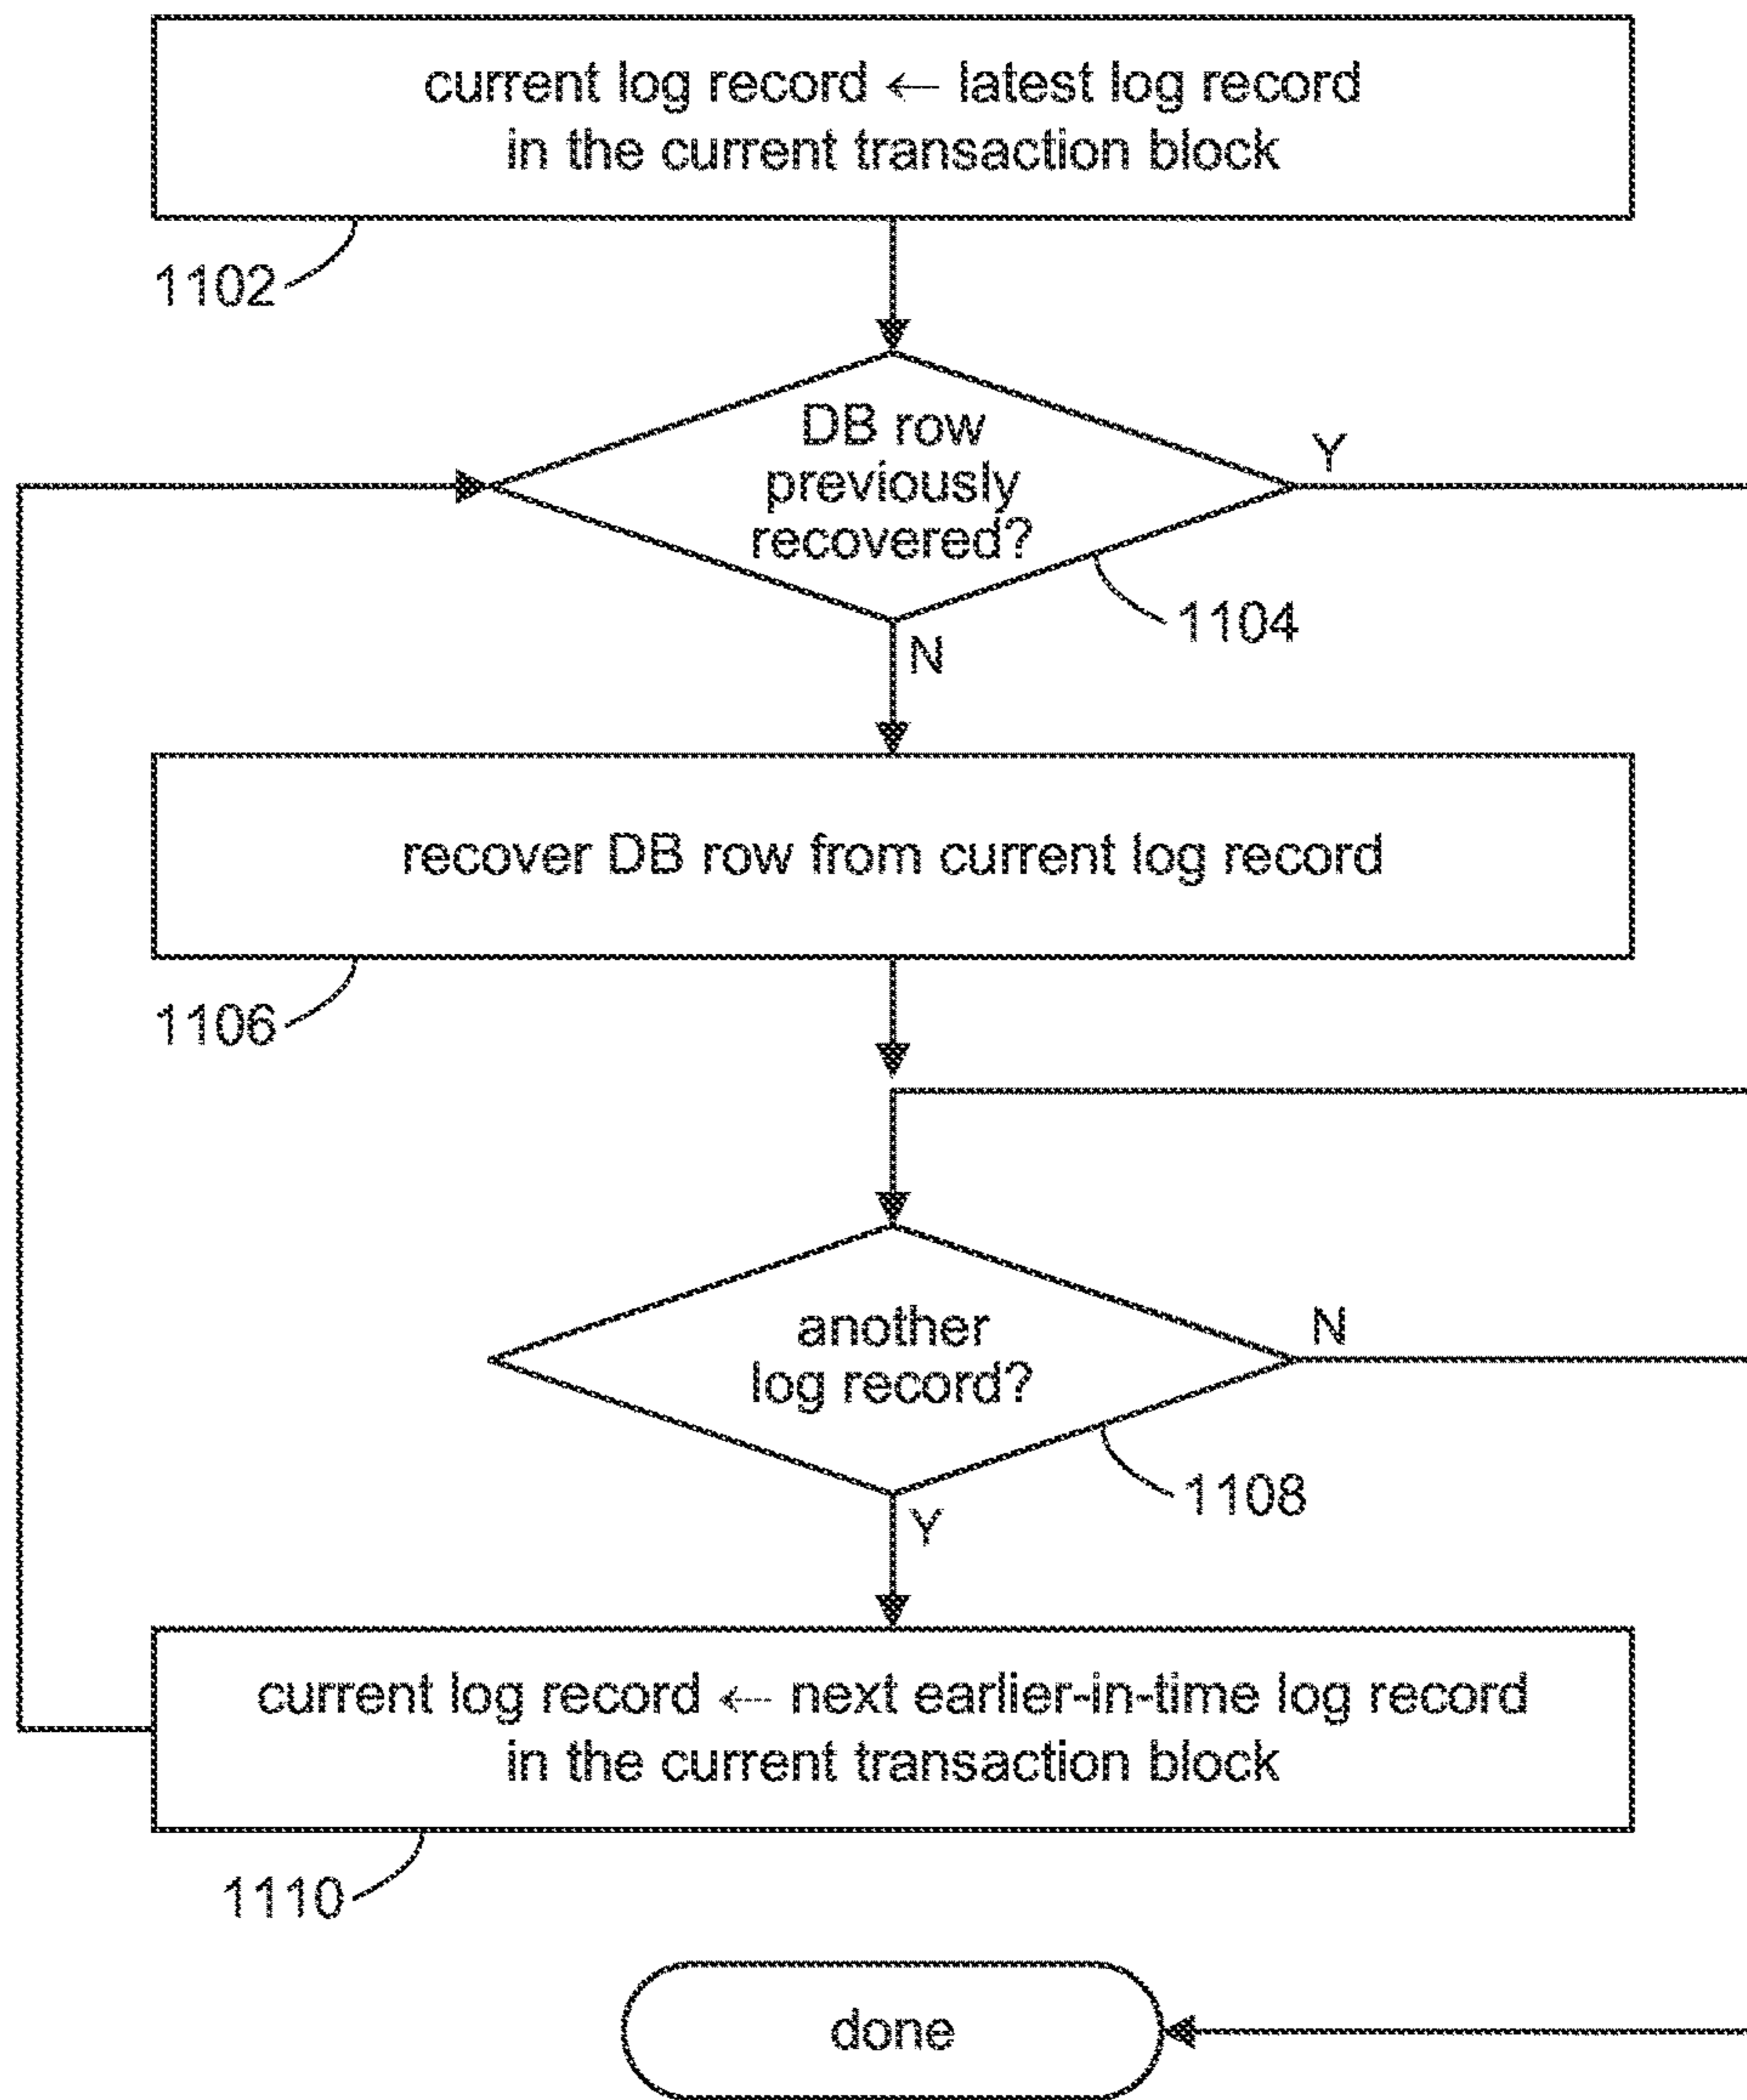 current log record ← latest log record
in the current transaction block
1102
DB row
previously
recovered?
Y
1104
N
recover DB row from current log record
1106
another
log record?
N
1108
Y
current log record ← next earlier-in-time log record
in the current transaction block
1110
done